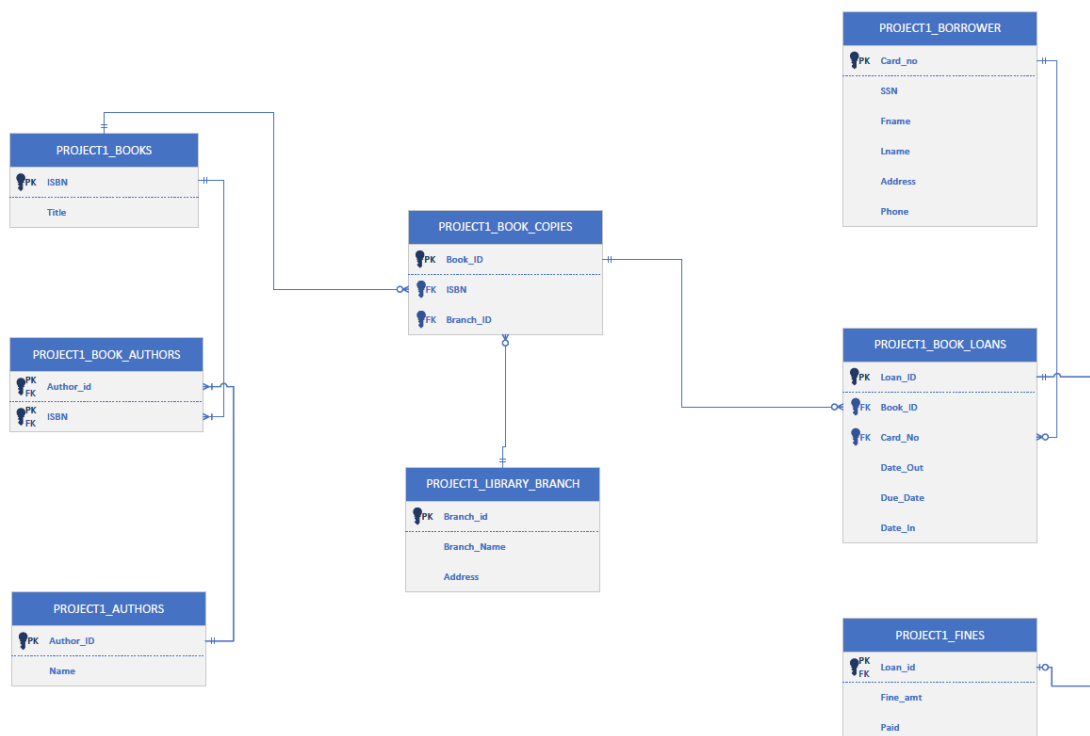 PROJECT1_BORROWER
PK Card_no
SSN
Fname
Lname
Address
Phone
PROJECT1_BOOKS
PK ISBN
Title
PROJECT1_BOOK_COPIES
PK Book_ID
FK ISBN
FK Branch_ID
PROJECT1_BOOK_AUTHORS
PK
FK Author_id
PK
FK ISBN
PROJECT1_BOOK_LOANS
PK Loan_ID
FK Book_ID
FK Card_No
Date_Out
Due_Date
Date_In
PROJECT1_LIBRARY_BRANCH
PK Branch_id
Branch_Name
Address
PROJECT1_AUTHORS
PK Author_ID
Name
PROJECT1_FINES
PK
FK Loan_id
Fine_amt
Paid